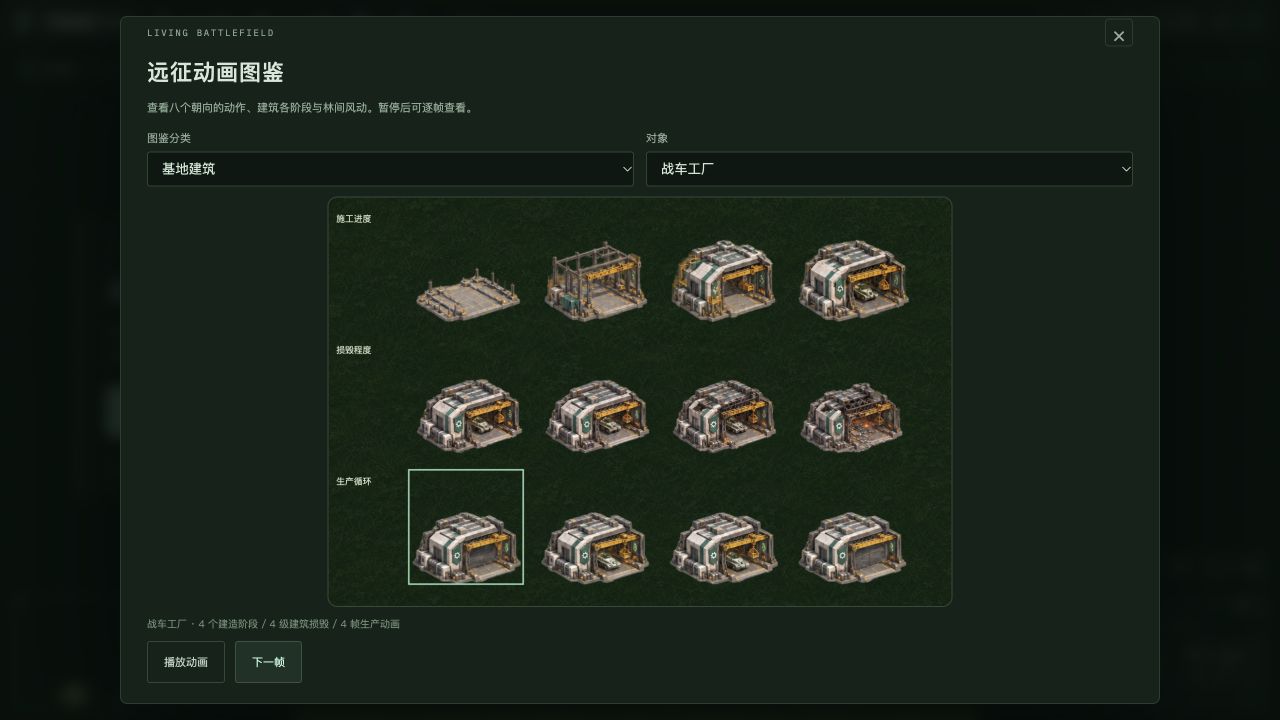 LIVING BATTLEFIELD
远征动画图鉴
查看八个朝向的动作、建筑各阶段与林间风动。暂停后可逐帧查看。
图鉴分类
对象
基地建筑
战车工厂
施工进度
损毁程度
生产循环
战车工厂 · 4 个建造阶段 / 4 级建筑损毁 / 4 帧生产动画
播放动画
下一帧